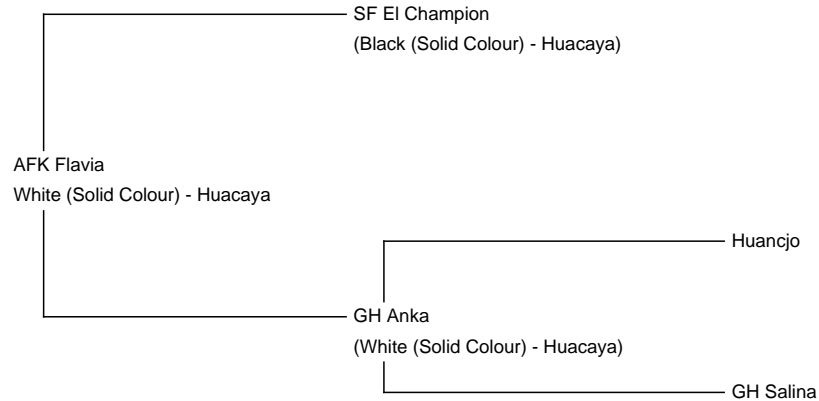 SF El Champion
(Black (Solid Colour) - Huacaya)
AFK Flavia
White (Solid Colour) - Huacaya
Huancjo
GH Anka
(White (Solid Colour) - Huacaya)
GH Salina